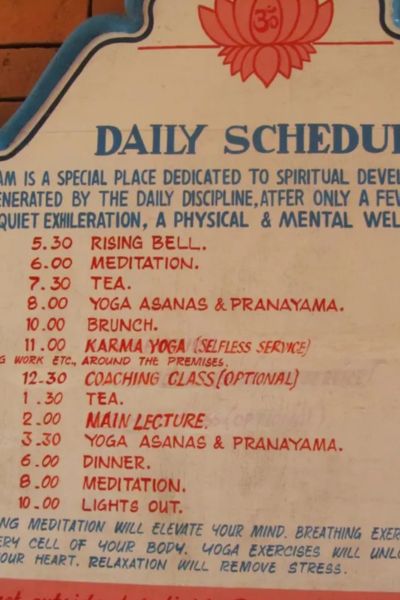 ॐ
DAILY SCHEDU
AM IS A SPECIAL PLACE DEDICATED TO SPIRITUAL DEVEL
ENERATED BY THE DAILY DISCIPLINE, ATFER ONLY A FEW
QUIET EXHILERATION, A PHYSICAL & MENTAL WEL
5.30 RISING BELL.
6.00 MEDITATION.
7.30 TEA.
8.00 YOGA ASANAS & PRANAYAMA.
10.00 BRUNCH.
11.00 KARMA YOGA (SELFLESS SERVICE)
G WORK ETC., AROUND THE PREMISES.
12.30 COACHING CLASS (OPTIONAL)
1.30 TEA.
2.00 MAIN LECTURE.
3.30 YOGA ASANAS & PRANAYAMA.
6.00 DINNER.
8.00 MEDITATION.
10.00 LIGHTS OUT.
NG MEDITATION WILL ELEVATE YOUR MIND. BREATHING EXER
ERY CELL OF YOUR BODY. YOGA EXERCISES WILL UNLO
OUR HEART. RELAXATION WILL REMOVE STRESS.